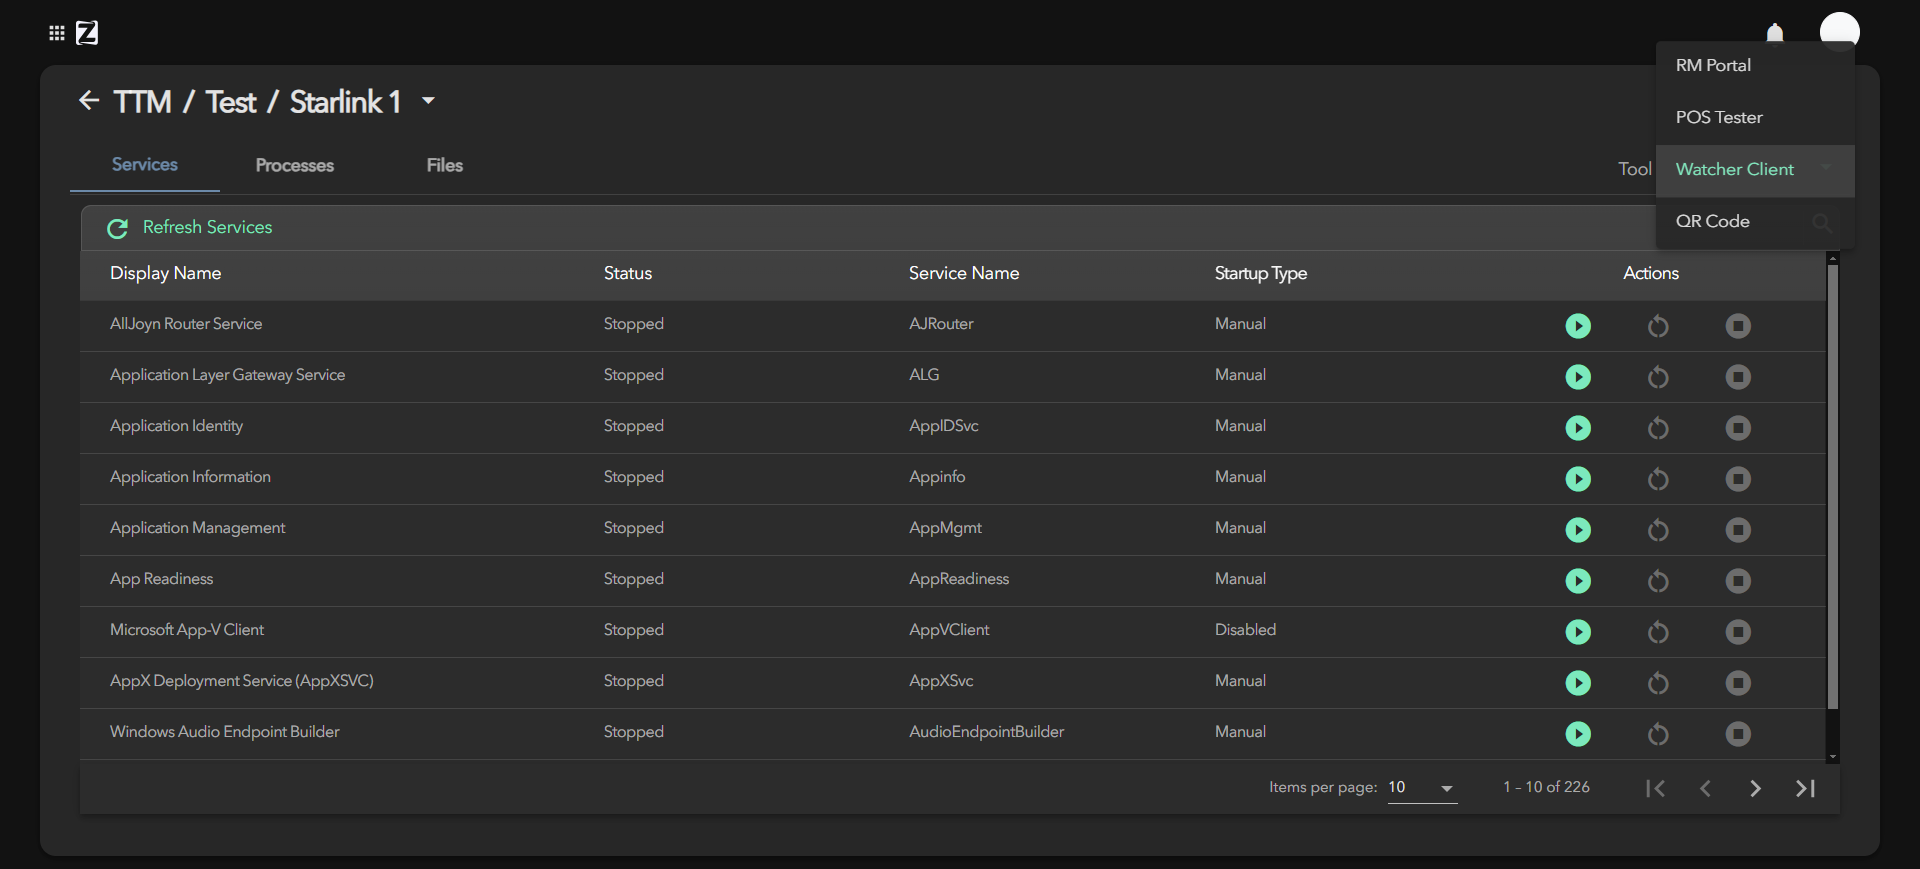 Z
RM Portal
TTM / Test / Starlink 1
POS Tester
Services Processes Files Tool Watcher Client
Refresh Services QR Code
Display Name Status Service Name Startup Type Actions
AllJoyn Router Service Stopped AJRouter Manual
Application Layer Gateway Service Stopped ALG Manual
Application Identity Stopped AppIDSvc Manual
Application Information Stopped Appinfo Manual
Application Management Stopped AppMgmt Manual
App Readiness Stopped AppReadiness Manual
Microsoft App-V Client Stopped AppVClient Disabled
AppX Deployment Service (AppXSVC) Stopped AppXSvc Manual
Windows Audio Endpoint Builder Stopped AudioEndpointBuilder Manual
Items per page: 10 1 – 10 of 226